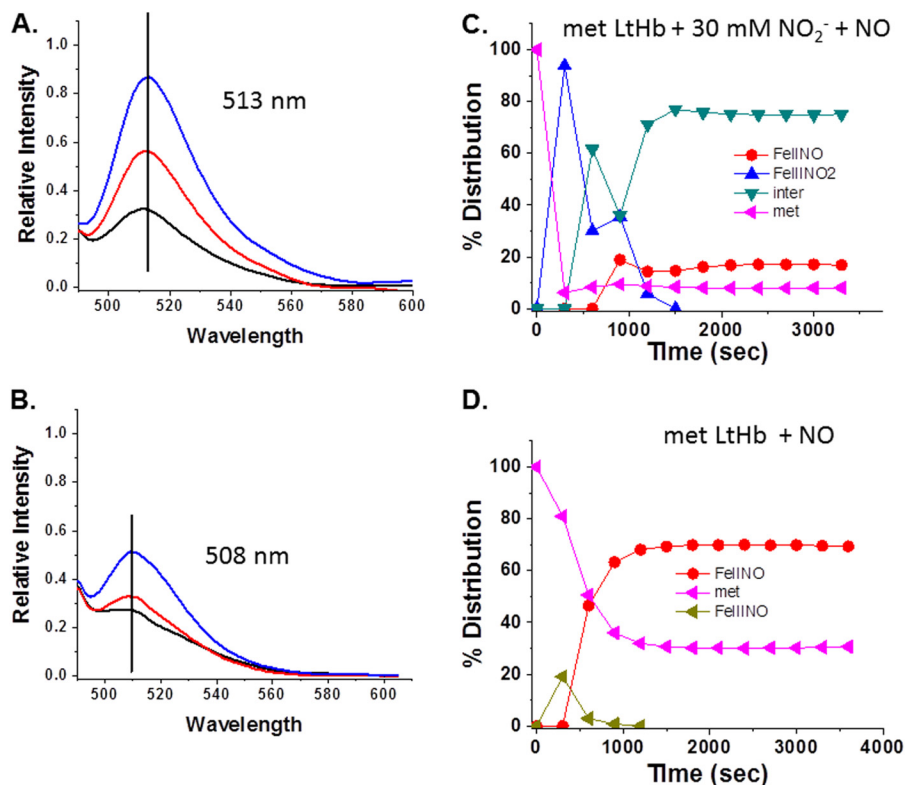 A.
1.0
0.8
0.6
0.4
0.2
0.0
Relative Intensity
513 nm
500 520 540 560 580 600
Wavelength
B.
1.0
0.8
0.6
0.4
0.2
0.0
Relative Intensity
508 nm
500 520 540 560 580 600
Wavelength
C.
met LtHb + 30 mM NO₂⁻ + NO
100
80
60
40
20
0
% Distribution
FeIINO
FeIIINO2
inter
met
0 1000 2000 3000
TIme (sec)
D.
met LtHb + NO
100
80
60
40
20
0
% Distribution
FeIINO
met
FeIIINO
0 1000 2000 3000 4000
TIme (sec)